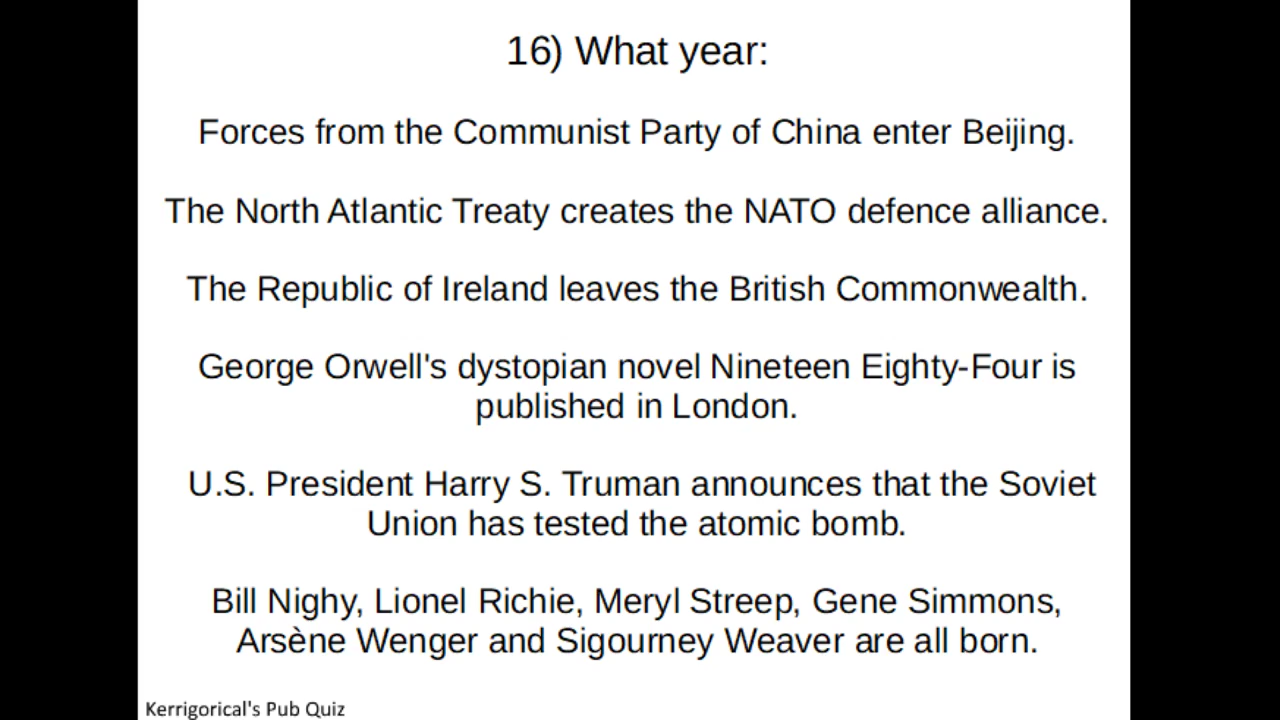 16) What year:
Forces from the Communist Party of China enter Beijing.
The North Atlantic Treaty creates the NATO defence alliance.
The Republic of Ireland leaves the British Commonwealth.
George Orwell's dystopian novel Nineteen Eighty-Four is
published in London.
U.S. President Harry S. Truman announces that the Soviet
Union has tested the atomic bomb.
Bill Nighy, Lionel Richie, Meryl Streep, Gene Simmons,
Arsène Wenger and Sigourney Weaver are all born.
Kerrigorical's Pub Quiz